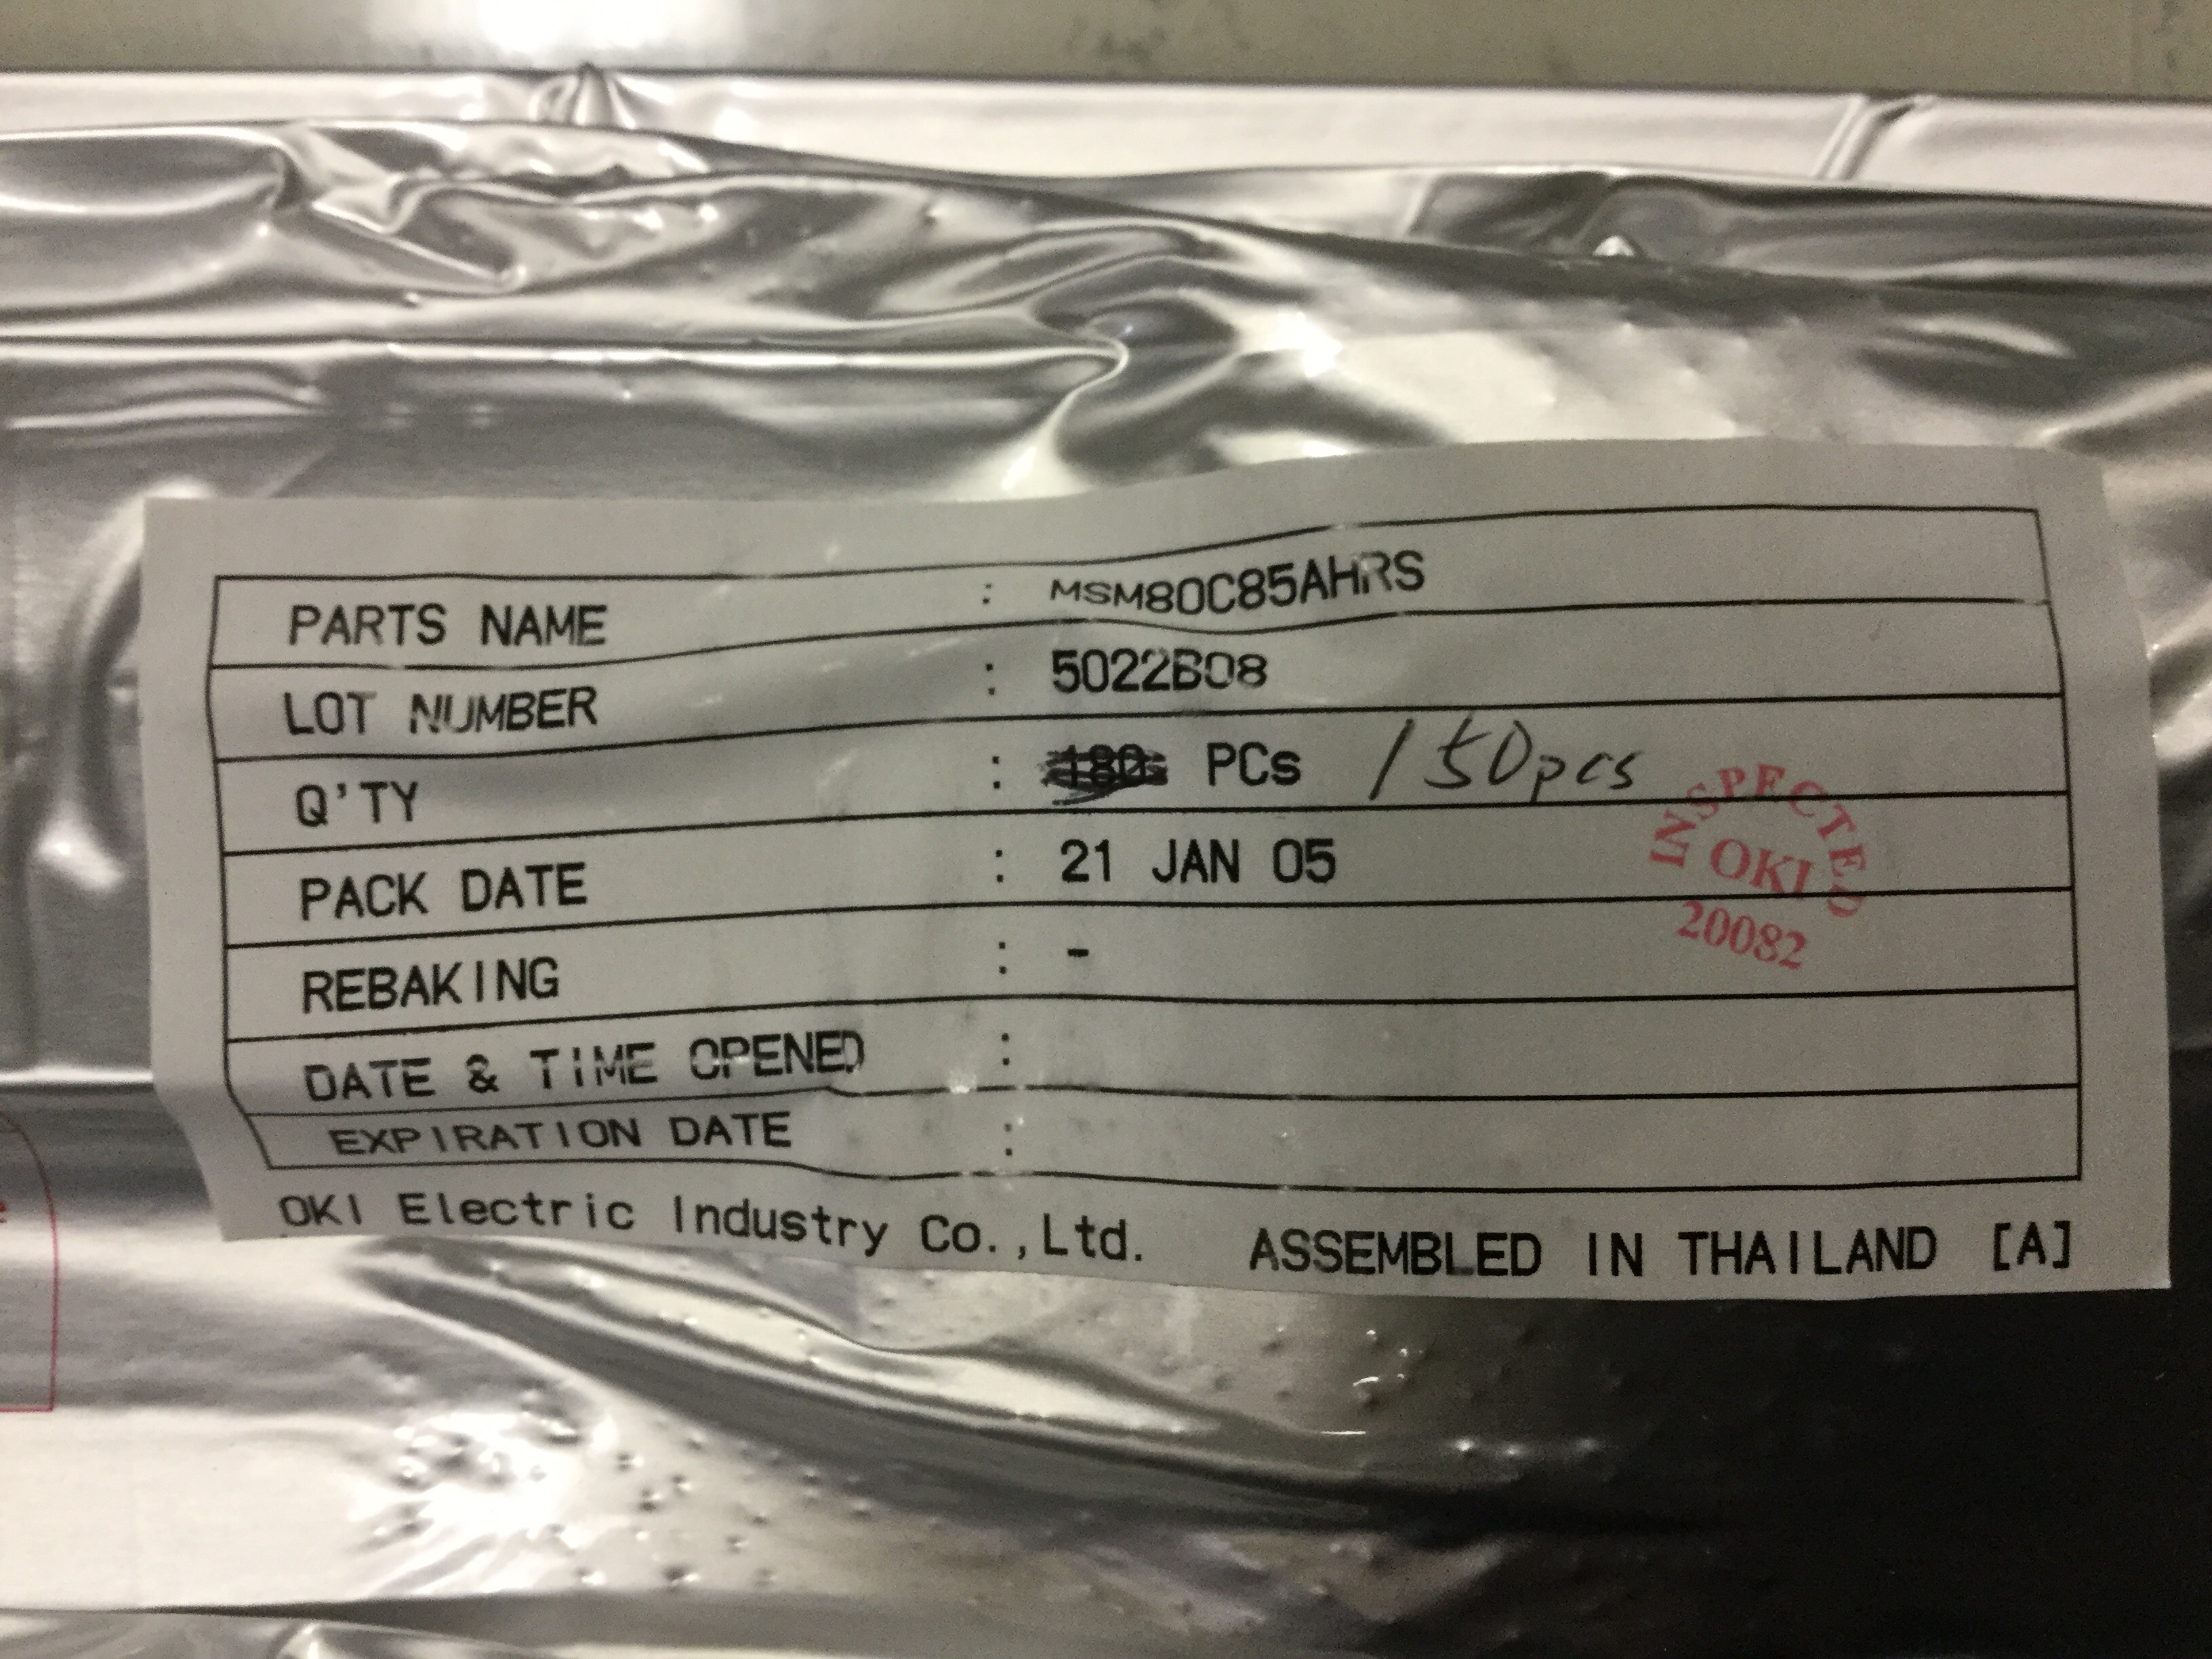 PARTS NAME : MSM80C85AHRS
LOT NUMBER : 5022B08
Q'TY : 180 PCs 150pcs
PACK DATE : 21 JAN 05
REBAKING : -
DATE & TIME OPENED :
EXPIRATION DATE :
OKI Electric Industry Co.,Ltd. ASSEMBLED IN THAILAND [A]
INSPECTED
OKI
20082